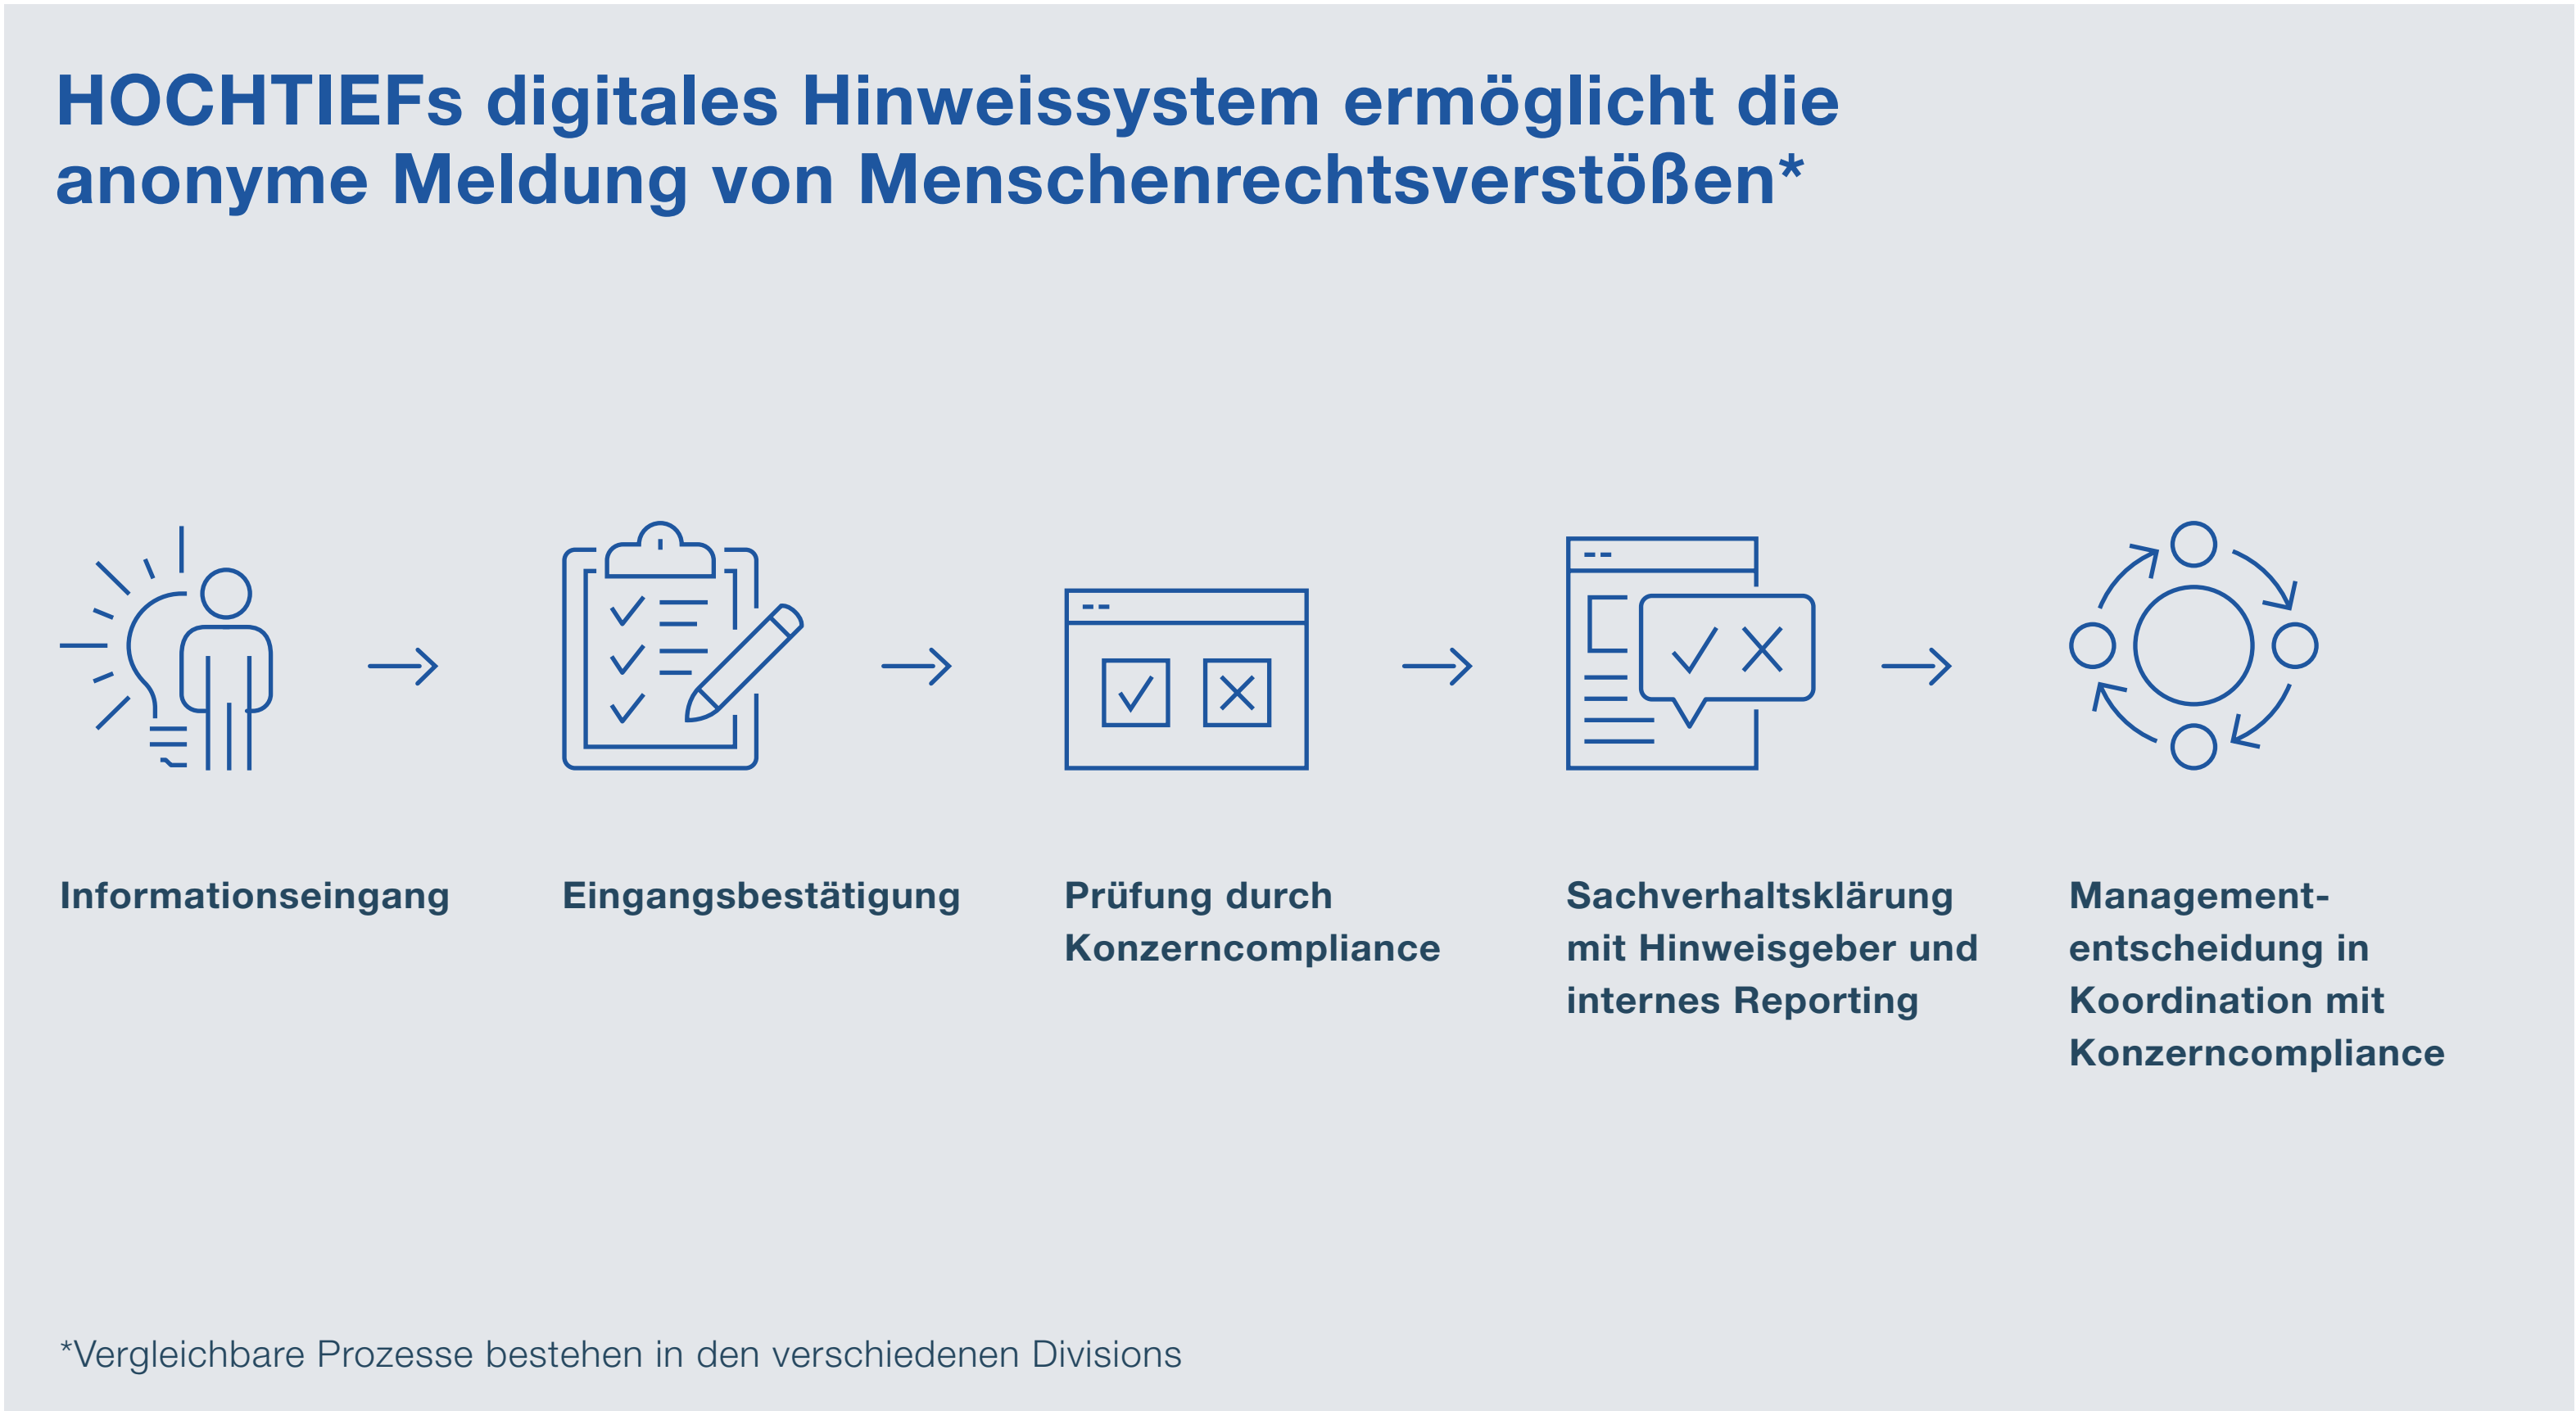 HOCHTIEFs digitales Hinweissystem ermöglicht die
anonyme Meldung von Menschenrechtsverstößen*
Informationseingang
Eingangsbestätigung
Prüfung durch
Konzerncompliance
Sachverhaltsklärung
mit Hinweisgeber und
internes Reporting
Management-
entscheidung in
Koordination mit
Konzerncompliance
*Vergleichbare Prozesse bestehen in den verschiedenen Divisions